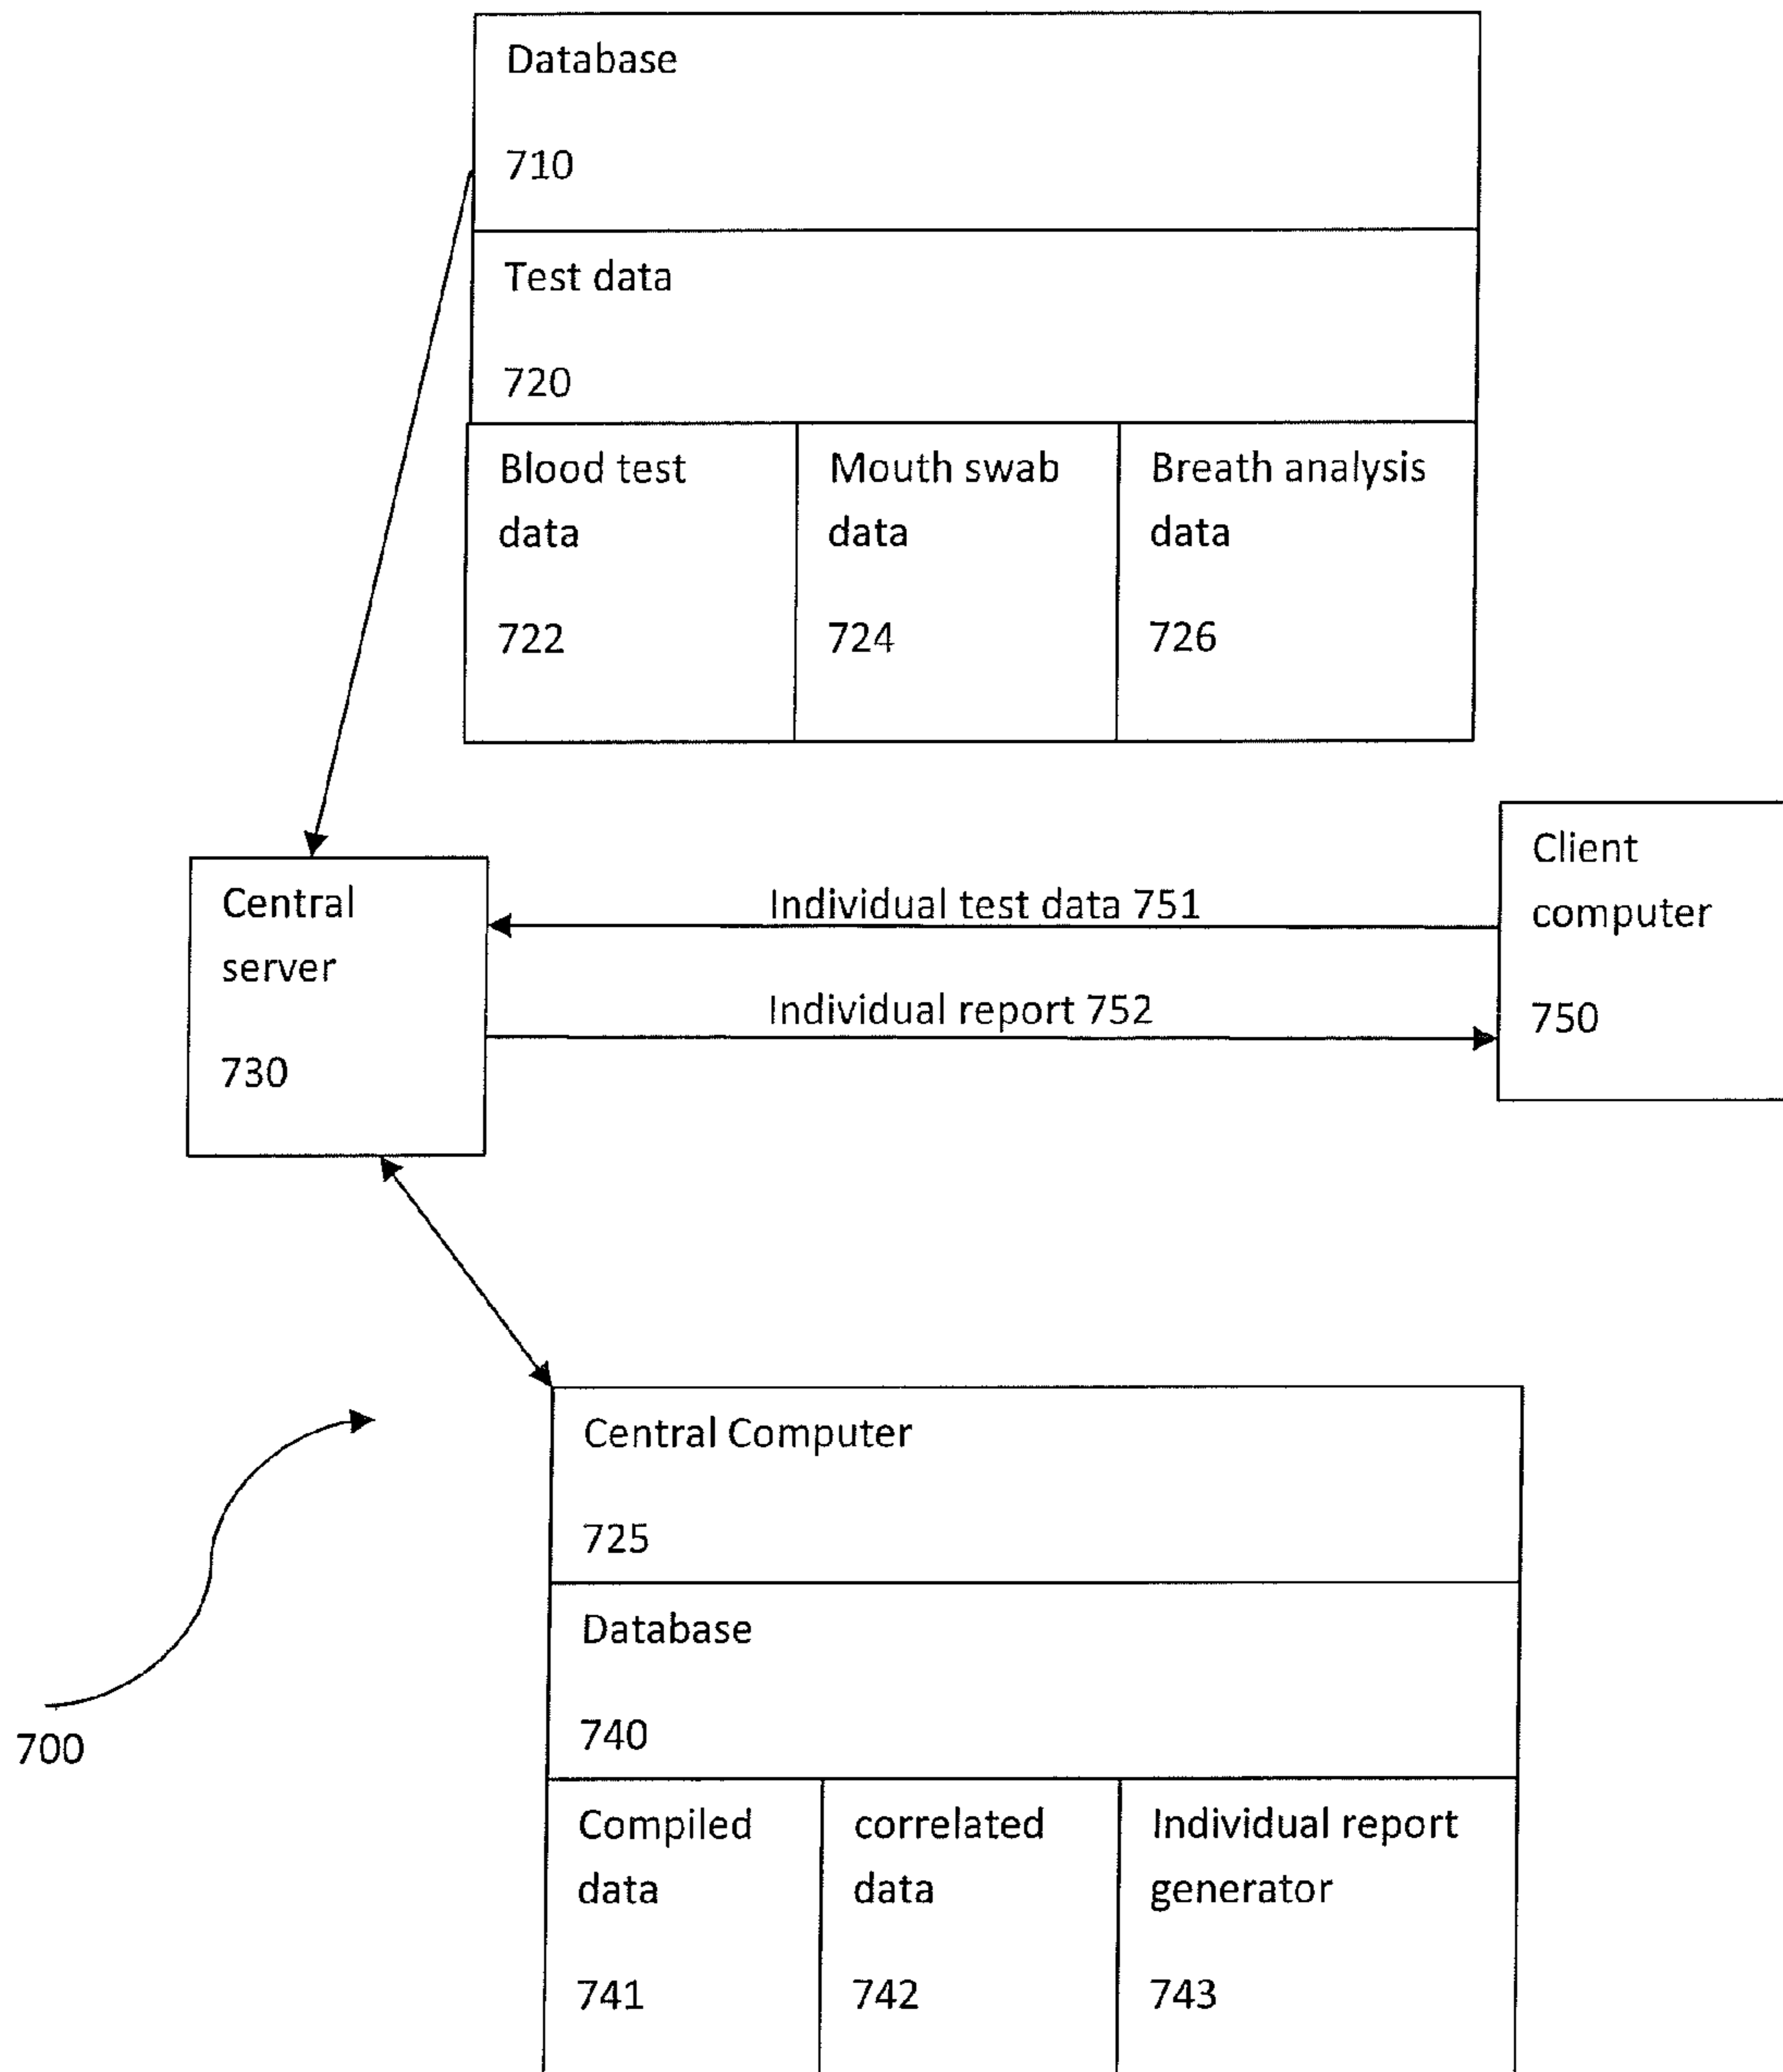 Database
710
Test data
720
Blood test
data
722
Mouth swab
data
724
Breath analysis
data
726
Central
server
730
Individual test data 751
Individual report 752
Client
computer
750
Central Computer
725
Database
740
Compiled
data
741
correlated
data
742
Individual report
generator
743
700